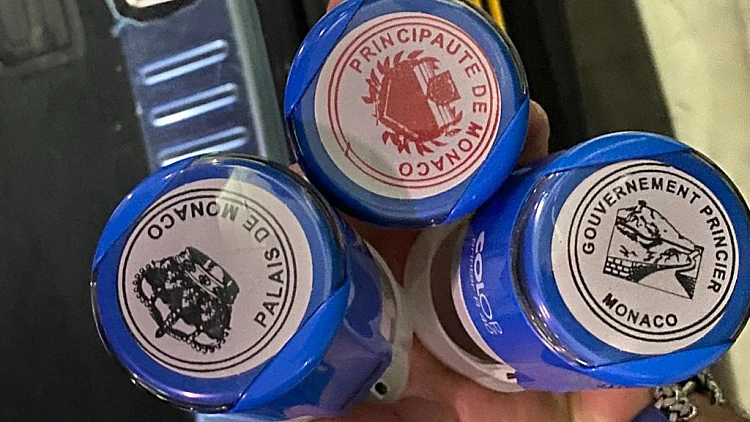 PRINCIPAUTE DE MONACO
PALAIS DE MONACO
GOUVERNEMENT PRINCIER
MONACO
COLOP